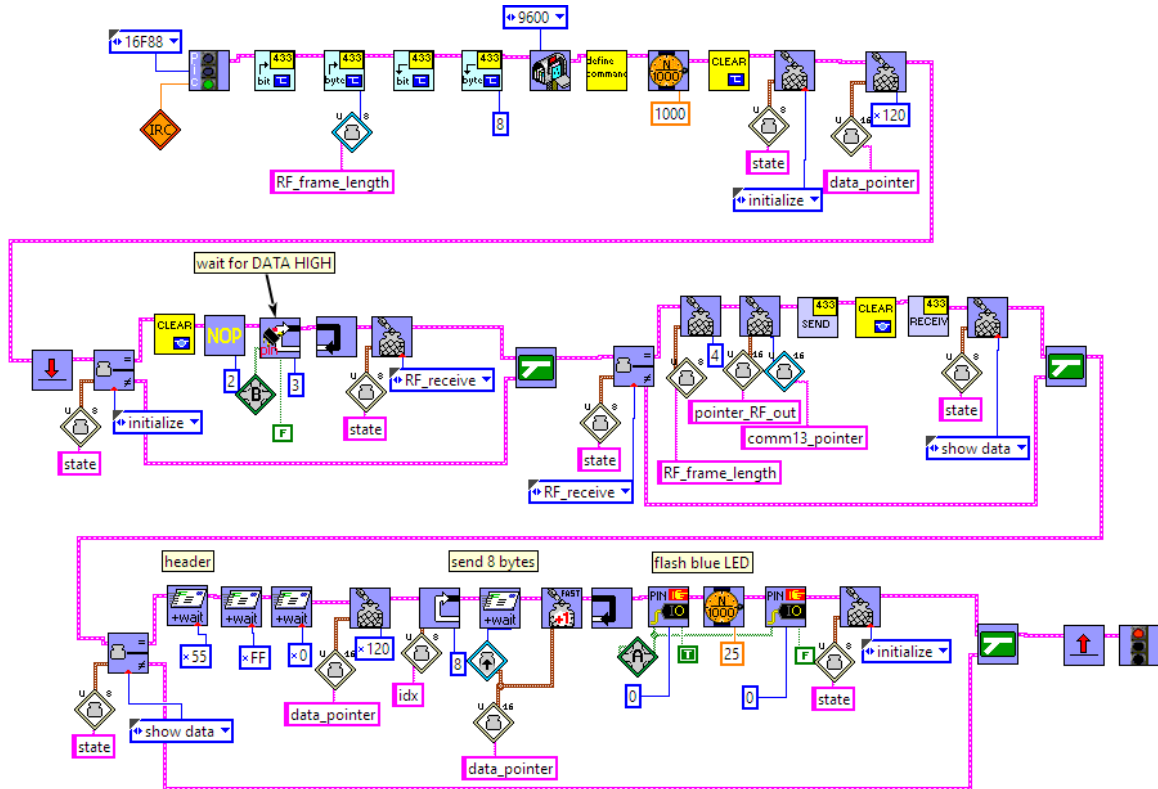 9600
16F88
PIC
433
bit
433
byte
433
bit
433
byte
define
command
N
1000
CLEAR
IRC
U 8
8
1000
U 8
U 16
×120
RF_frame_length
state
data_pointer
initialize
wait for DATA HIGH
CLEAR
NOP
pin
2
B
3
F
U 8
RF_receive
U 8
initialize
state
state
433
SEND
CLEAR
433
RECEIV
4
U 8
U 16
U 16
pointer_RF_out
comm13_pointer
RF_frame_length
U 8
state
show data
U 8
state
RF_receive
header
send 8 bytes
flash blue LED
+wait
+wait
+wait
+wait
FAST
+1
PIN
IO
N
1000
PIN
IO
×55
×FF
×0
×120
U 16
data_pointer
U 8
idx
8
U 16
data_pointer
A
T
0
25
F
0
U 8
state
initialize
U 8
state
show data